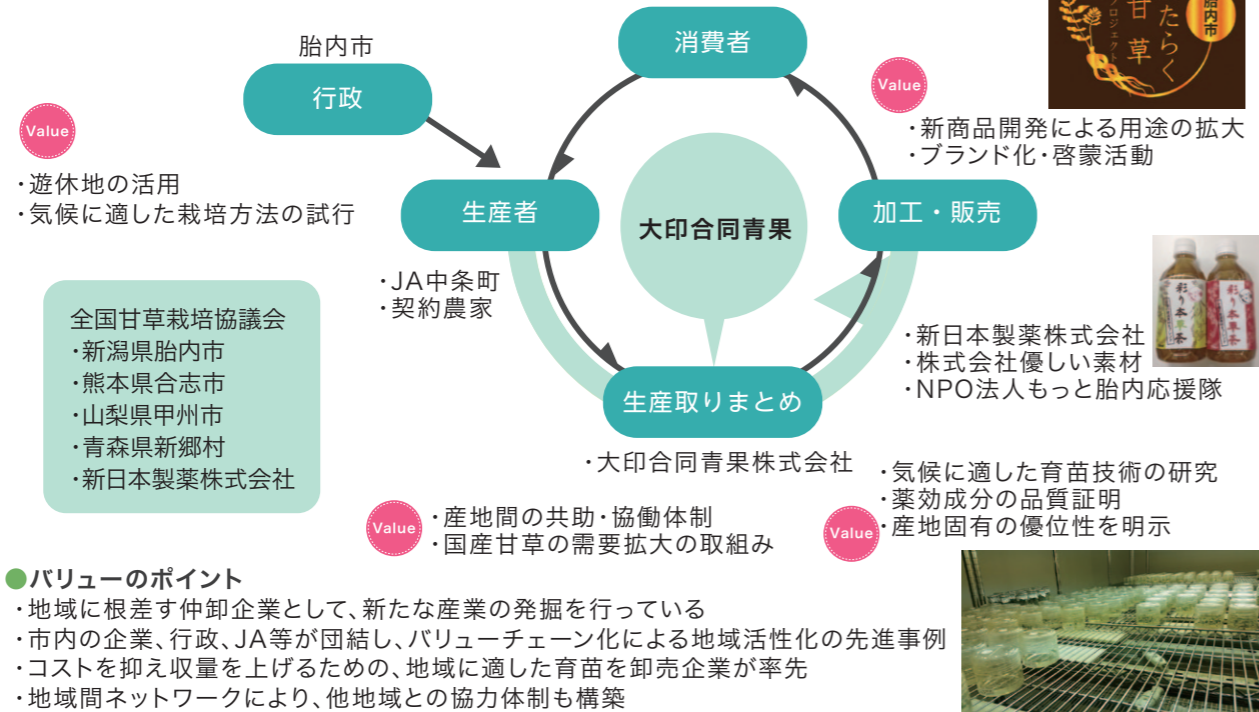 胎内市
行政
消費者
胎内市
たらく
甘草
プロジェクト
Value
・新商品開発による用途の拡大
・ブランド化・啓蒙活動
Value
・遊休地の活用
・気候に適した栽培方法の試行
生産者
大印合同青果
加工・販売
・JA中条町
・契約農家
全国甘草栽培協議会
・新潟県胎内市
・熊本県合志市
・山梨県甲州市
・青森県新郷村
・新日本製薬株式会社
彩り本草茶
彩り本草茶
・新日本製薬株式会社
・株式会社優しい素材
・NPO法人もっと胎内応援隊
生産取りまとめ
・大印合同青果株式会社
Value
・産地間の共助・協働体制
・国産甘草の需要拡大の取組み
Value
・気候に適した育苗技術の研究
・薬効成分の品質証明
・産地固有の優位性を明示
●バリューのポイント
・地域に根差す仲卸企業として、新たな産業の発掘を行っている
・市内の企業、行政、JA等が団結し、バリューチェーン化による地域活性化の先進事例
・コストを抑え収量を上げるための、地域に適した育苗を卸売企業が率先
・地域間ネットワークにより、他地域との協力体制も構築